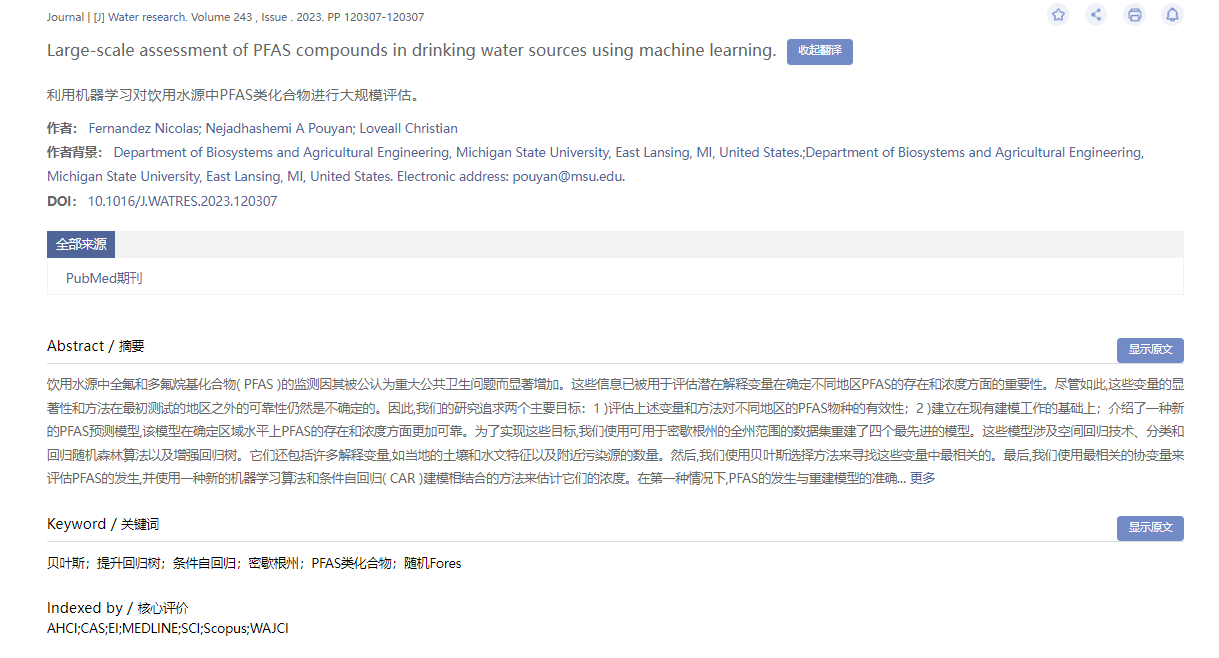 Journal | [J] Water research. Volume 243 , Issue . 2023. PP 120307-120307
Large-scale assessment of PFAS compounds in drinking water sources using machine learning. 收起翻译
利用机器学习对饮用水源中PFAS类化合物进行大规模评估。
作者： Fernandez Nicolas; Nejadhashemi A Pouyan; Loveall Christian
作者背景： Department of Biosystems and Agricultural Engineering, Michigan State University, East Lansing, MI, United States.;Department of Biosystems and Agricultural Engineering,
Michigan State University, East Lansing, MI, United States. Electronic address: pouyan@msu.edu.
DOI： 10.1016/J.WATRES.2023.120307
全部来源
PubMed期刊
Abstract / 摘要 显示原文
饮用水源中全氟和多氟烷基化合物( PFAS )的监测因其被公认为重大公共卫生问题而显著增加。这些信息已被用于评估潜在解释变量在确定不同地区PFAS的存在和浓度方面的重要性。尽管如此,这些变量的显
著性和方法在最初测试的地区之外的可靠性仍然是不确定的。因此,我们的研究追求两个主要目标：1 )评估上述变量和方法对不同地区的PFAS物种的有效性；2 )建立在现有建模工作的基础上；介绍了一种新
的PFAS预测模型,该模型在确定区域水平上PFAS的存在和浓度方面更加可靠。为了实现这些目标,我们使用可用于密歇根州的全州范围的数据集重建了四个最先进的模型。这些模型涉及空间回归技术、分类和
回归随机森林算法以及增强回归树。它们还包括许多解释变量,如当地的土壤和水文特征以及附近污染源的数量。然后,我们使用贝叶斯选择方法来寻找这些变量中最相关的。最后,我们使用最相关的协变量来
评估PFAS的发生,并使用一种新的机器学习算法和条件自回归( CAR )建模相结合的方法来估计它们的浓度。在第一种情况下,PFAS的发生与重建模型的准确... 更多
Keyword / 关键词 显示原文
贝叶斯；提升回归树；条件自回归；密歇根州；PFAS类化合物；随机Fores
Indexed by / 核心评价
AHCI;CAS;EI;MEDLINE;SCI;Scopus;WAJCI